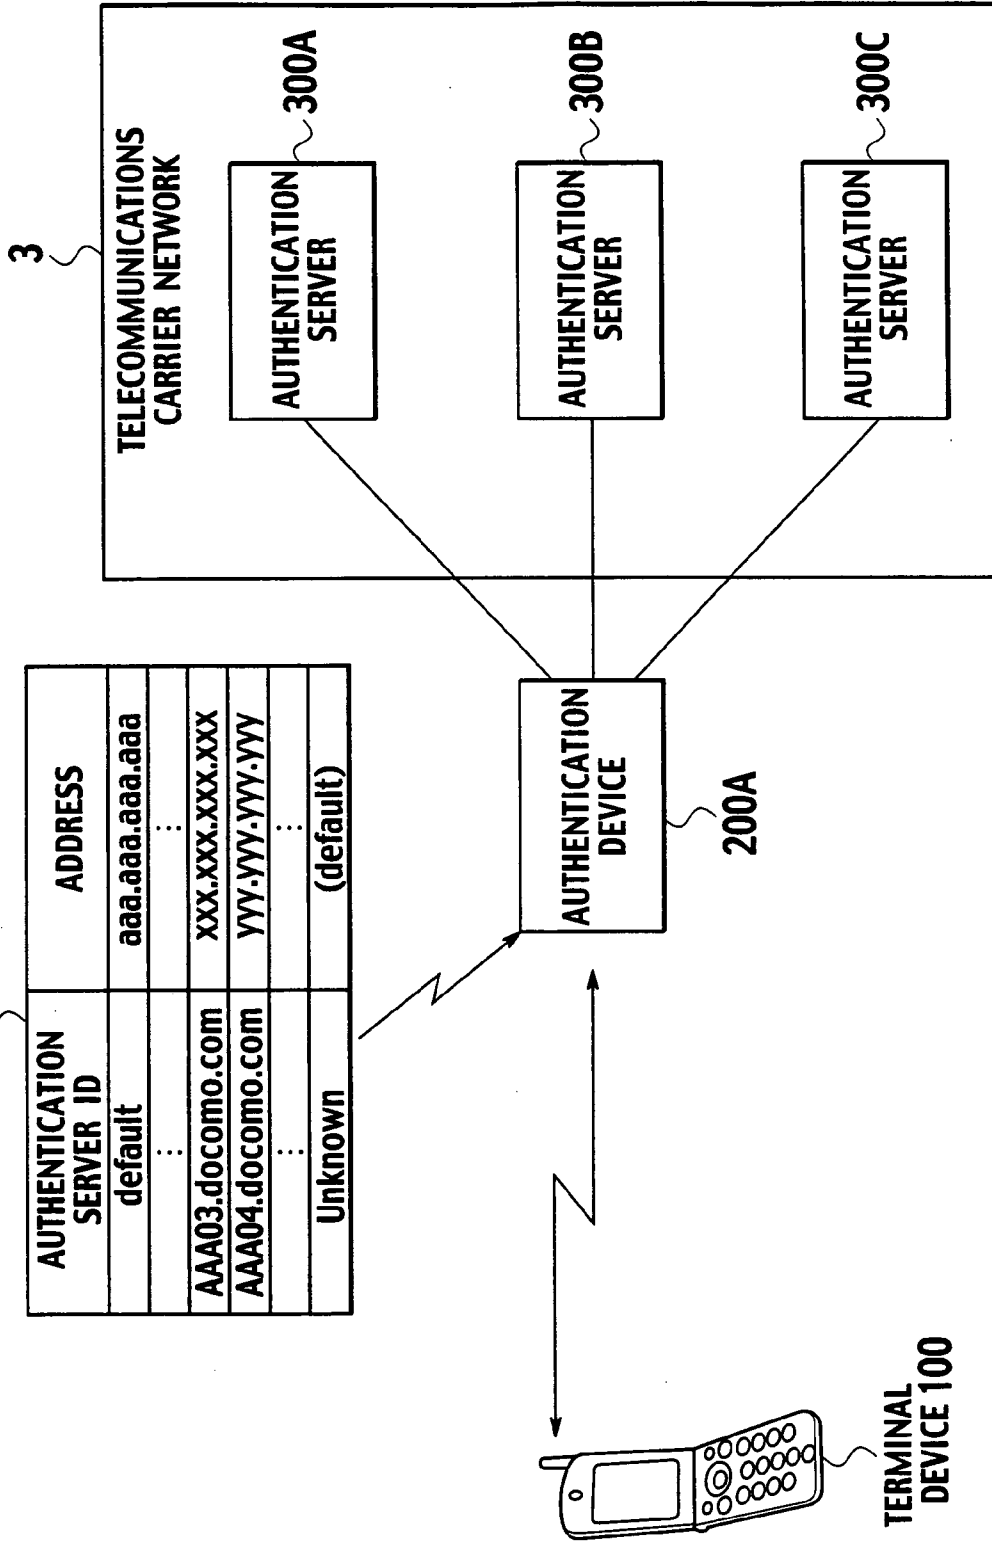 3
TELECOMMUNICATIONS
CARRIER NETWORK
AUTHENTICATION
SERVER
300A
AUTHENTICATION
SERVER
300B
AUTHENTICATION
SERVER
300C
AUTHENTICATION
SERVER ID
ADDRESS
default
aaa.aaa.aaa.aaa
...
...
AAA03.docomo.com
xxx.xxx.xxx.xxx
AAA04.docomo.com
yyy.yyy.yyy.yyy
...
...
Unknown
(default)
AUTHENTICATION
DEVICE
200A
TERMINAL
DEVICE 100